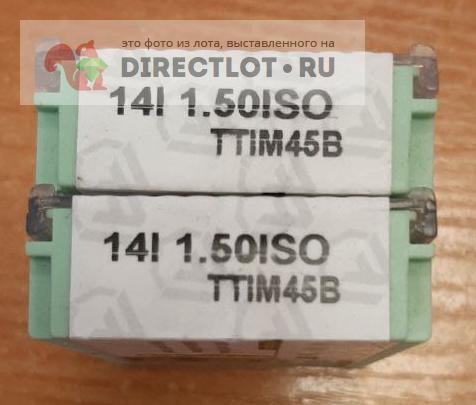 это фото из лота, выставленного на
DIRECTLOT.RU
14I 1.50ISO
TTIM45B
14I 1.50ISO
TTIM45B